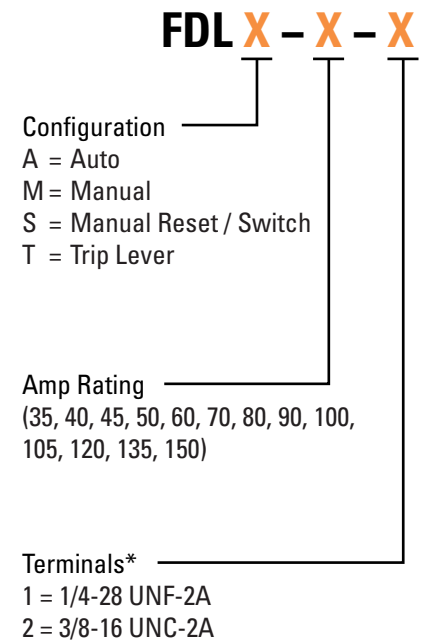 FDL X – X – X
Configuration
A = Auto
M = Manual
S = Manual Reset / Switch
T = Trip Lever
Amp Rating
(35, 40, 45, 50, 60, 70, 80, 90, 100,
105, 120, 135, 150)
Terminals*
1 = 1/4-28 UNF-2A
2 = 3/8-16 UNC-2A